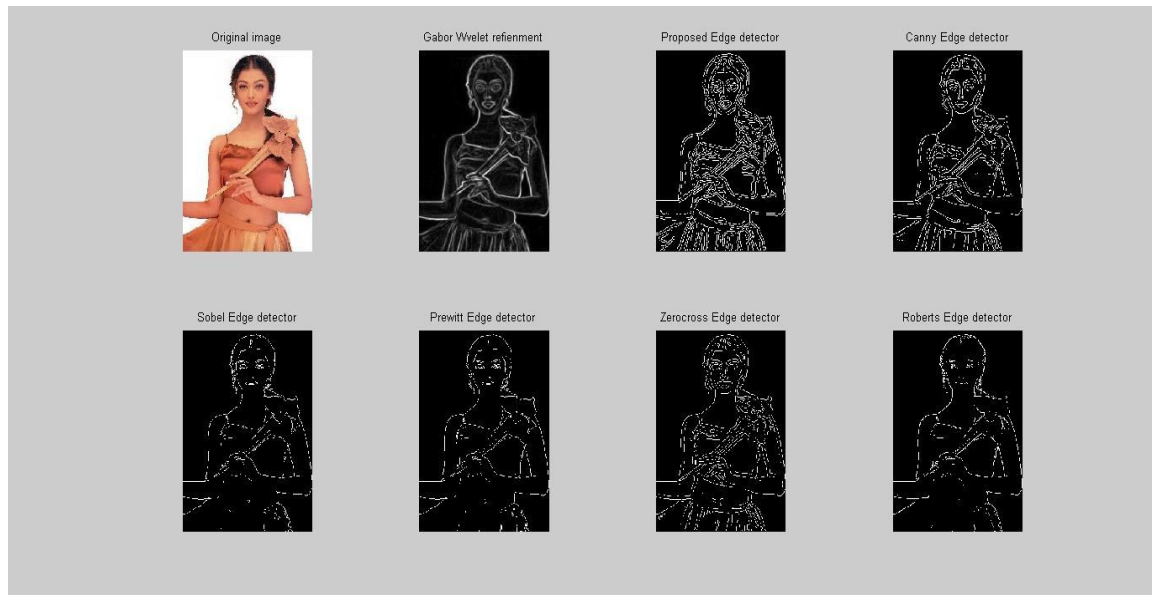 Original image
Gabor Wvelet refienment
Proposed Edge detector
Canny Edge detector
Sobel Edge detector
Prewitt Edge detector
Zerocross Edge detector
Roberts Edge detector